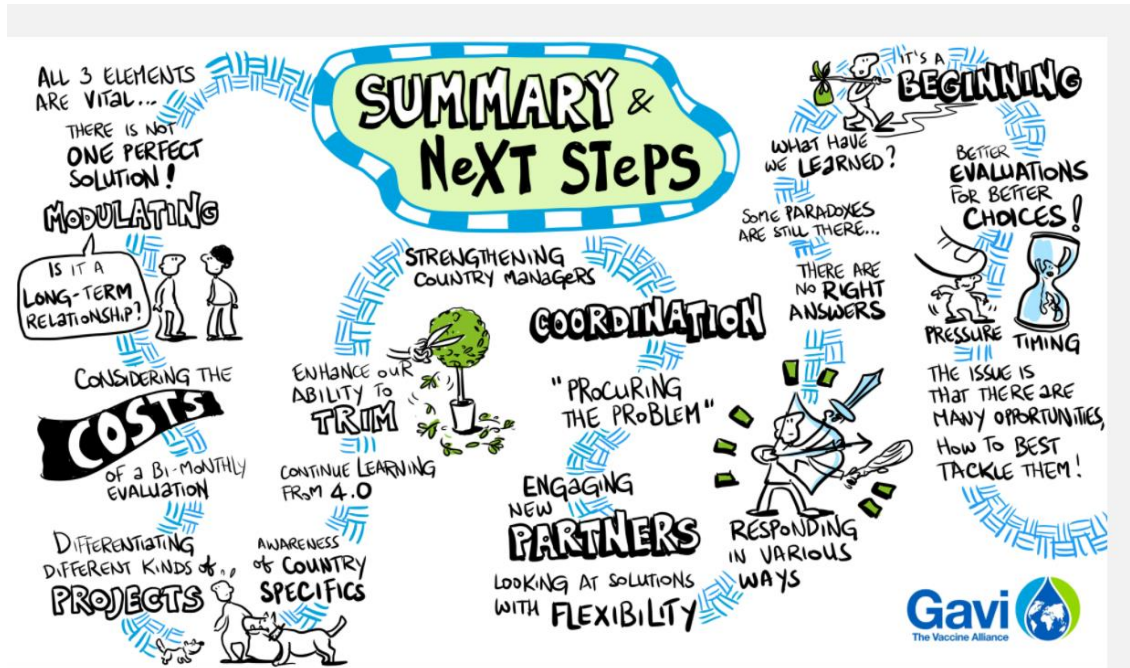 SUMMARY &
NEXT STEPS
ALL 3 ELEMENTS
ARE VITAL...
THERE IS NOT
ONE PERFECT
SOLUTION!
MODULATING
IS IT A
LONG-TERM
RELATIONSHIP?
CONSIDERING THE
COSTS
OF A BI-MONTHLY
EVALUATION
DIFFERENTIATING
DIFFERENT KINDS of..
PROJECTS
AWARENESS
of COUNTRY
SPECIFICS
CONTINUE LEARNING
FROM 4.0
ENHANCE OUR
ABILITY TO
TRIM
STRENGTHENING
COUNTRY MANAGERS
COORDINATION
"PROCURING
THE PROBLEM"
ENGAGING
NEW
PARTNERS
LOOKING AT SOLUTIONS
WITH FLEXIBILITY
RESPONDING
IN VARIOUS
WAYS
THERE ARE
NO RIGHT
ANSWERS
SOME PARADOXES
ARE STILL THERE...
WHAT HAVE
WE LEARNED?
IT'S A
BEGINNING
BETTER
EVALUATIONS
FOR BETTER
CHOICES!
PRESSURE TIMING
THE ISSUE IS
THAT THERE ARE
MANY OPPORTUNITIES,
HOW TO BEST
TACKLE THEM!
Gavi
The Vaccine Alliance